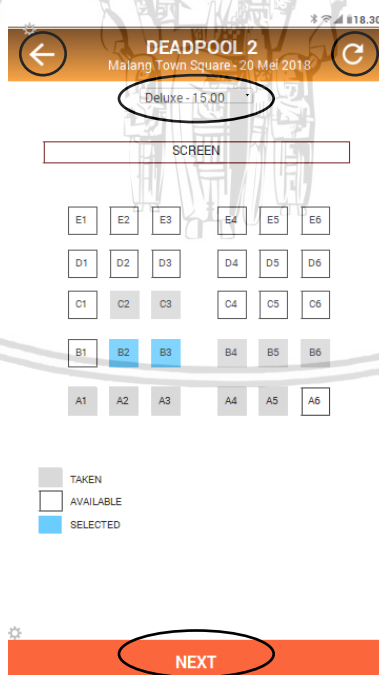 18.30
DEADPOOL 2
Malang Town Square - 20 Mei 2018
Deluxe - 15.00
SCREEN
E1 E2 E3 E4 E5 E6
D1 D2 D3 D4 D5 D6
C1 C2 C3 C4 C5 C6
B1 B2 B3 B4 B5 B6
A1 A2 A3 A4 A5 A6
TAKEN
AVAILABLE
SELECTED
NEXT